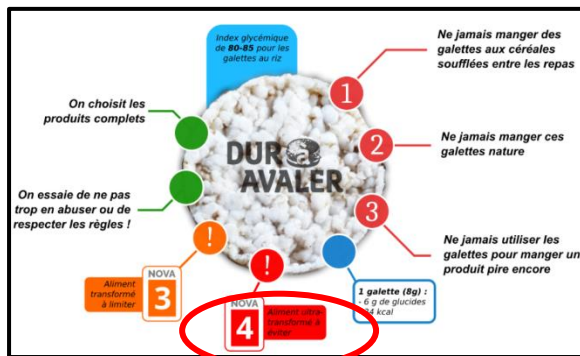 Index glycémique
de 80-85 pour les
galettes au riz
Ne jamais manger des
galettes aux céréales
soufflées entre les repas
1
On choisit les
produits complets
2
Ne jamais manger ces
galettes nature
DUR a
AVALER
On essaie de ne pas
trop en abuser ou de
respecter les règles !
3
Ne jamais utiliser les
galettes pour manger un
produit pire encore
!
!
Aliment
transformé
à limiter
NOVA
3
NOVA
4
Aliment ultra-
transformé à
éviter
1 galette (8g) :
- 6 g de glucides
kcal